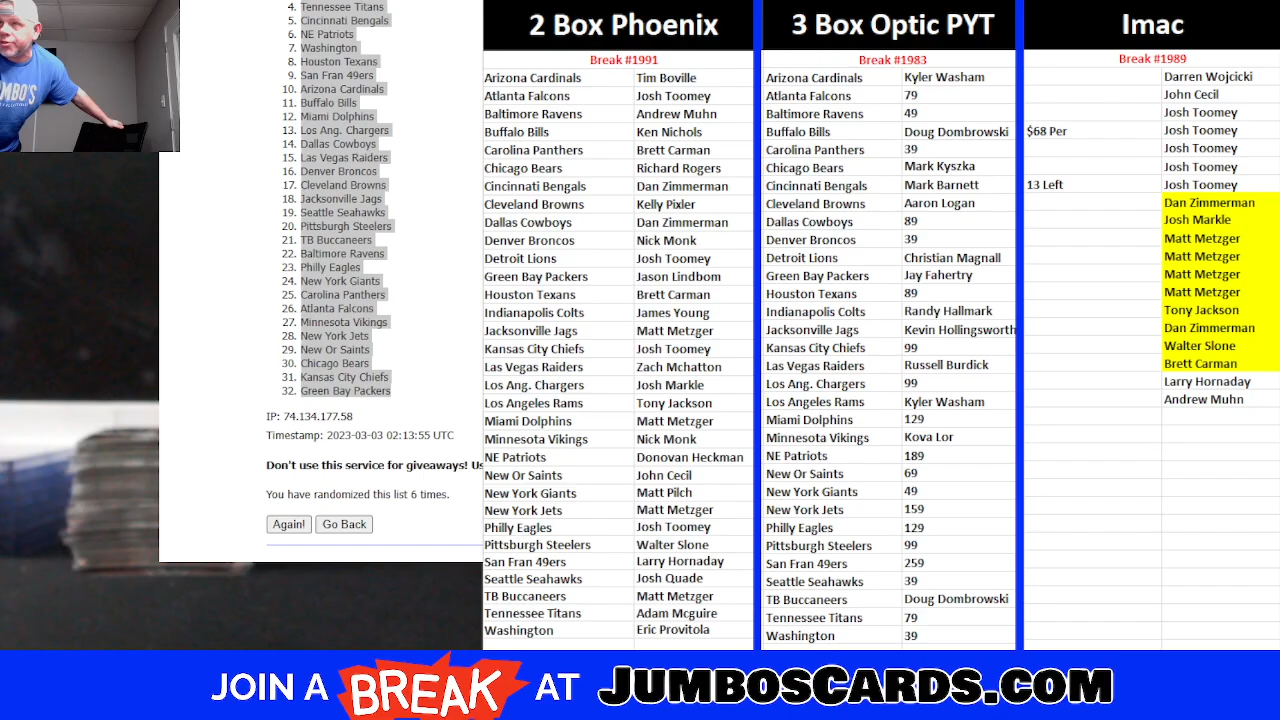 MBO'S
4. Tennessee Titans
5. Cincinnati Bengals
6. NE Patriots
7. Washington
8. Houston Texans
9. San Fran 49ers
10. Arizona Cardinals
11. Buffalo Bills
12. Miami Dolphins
13. Los Ang. Chargers
14. Dallas Cowboys
15. Las Vegas Raiders
16. Denver Broncos
17. Cleveland Browns
18. Jacksonville Jags
19. Seattle Seahawks
20. Pittsburgh Steelers
21. TB Buccaneers
22. Baltimore Ravens
23. Philly Eagles
24. New York Giants
25. Carolina Panthers
26. Atlanta Falcons
27. Minnesota Vikings
28. New York Jets
29. New Or Saints
30. Chicago Bears
31. Kansas City Chiefs
32. Green Bay Packers
IP: 74.134.177.58
Timestamp: 2023-03-03 02:13:55 UTC
Don't use this service for giveaways! Us
You have randomized this list 6 times.
Again! Go Back
2 Box Phoenix
Break #1991
Arizona Cardinals Tim Boville
Atlanta Falcons Josh Toomey
Baltimore Ravens Andrew Muhn
Buffalo Bills Ken Nichols
Carolina Panthers Brett Carman
Chicago Bears Richard Rogers
Cincinnati Bengals Dan Zimmerman
Cleveland Browns Kelly Pixler
Dallas Cowboys Dan Zimmerman
Denver Broncos Nick Monk
Detroit Lions Josh Toomey
Green Bay Packers Jason Lindbom
Houston Texans Brett Carman
Indianapolis Colts James Young
Jacksonville Jags Matt Metzger
Kansas City Chiefs Josh Toomey
Las Vegas Raiders Zach Mchatton
Los Ang. Chargers Josh Markle
Los Angeles Rams Tony Jackson
Miami Dolphins Matt Metzger
Minnesota Vikings Nick Monk
NE Patriots Donovan Heckman
New Or Saints John Cecil
New York Giants Matt Pilch
New York Jets Matt Metzger
Philly Eagles Josh Toomey
Pittsburgh Steelers Walter Slone
San Fran 49ers Larry Hornaday
Seattle Seahawks Josh Quade
TB Buccaneers Matt Metzger
Tennessee Titans Adam Mcguire
Washington Eric Provitola
3 Box Optic PYT
Break #1983
Arizona Cardinals Kyler Washam
Atlanta Falcons 79
Baltimore Ravens 49
Buffalo Bills Doug Dombrowski
Carolina Panthers 39
Chicago Bears Mark Kyszka
Cincinnati Bengals Mark Barnett
Cleveland Browns Aaron Logan
Dallas Cowboys 89
Denver Broncos 39
Detroit Lions Christian Magnall
Green Bay Packers Jay Fahertry
Houston Texans 89
Indianapolis Colts Randy Hallmark
Jacksonville Jags Kevin Hollingsworth
Kansas City Chiefs 99
Las Vegas Raiders Russell Burdick
Los Ang. Chargers 99
Los Angeles Rams Kyler Washam
Miami Dolphins 129
Minnesota Vikings Kova Lor
NE Patriots 189
New Or Saints 69
New York Giants 49
New York Jets 159
Philly Eagles 129
Pittsburgh Steelers 99
San Fran 49ers 259
Seattle Seahawks 39
TB Buccaneers Doug Dombrowski
Tennessee Titans 79
Washington 39
Imac
Break #1989
Darren Wojcicki
John Cecil
Josh Toomey
$68 Per Josh Toomey
Josh Toomey
Josh Toomey
13 Left Josh Toomey
Dan Zimmerman
Josh Markle
Matt Metzger
Matt Metzger
Matt Metzger
Matt Metzger
Tony Jackson
Dan Zimmerman
Walter Slone
Brett Carman
Larry Hornaday
Andrew Muhn
JOIN A BREAK AT JUMBOSCARDS.COM